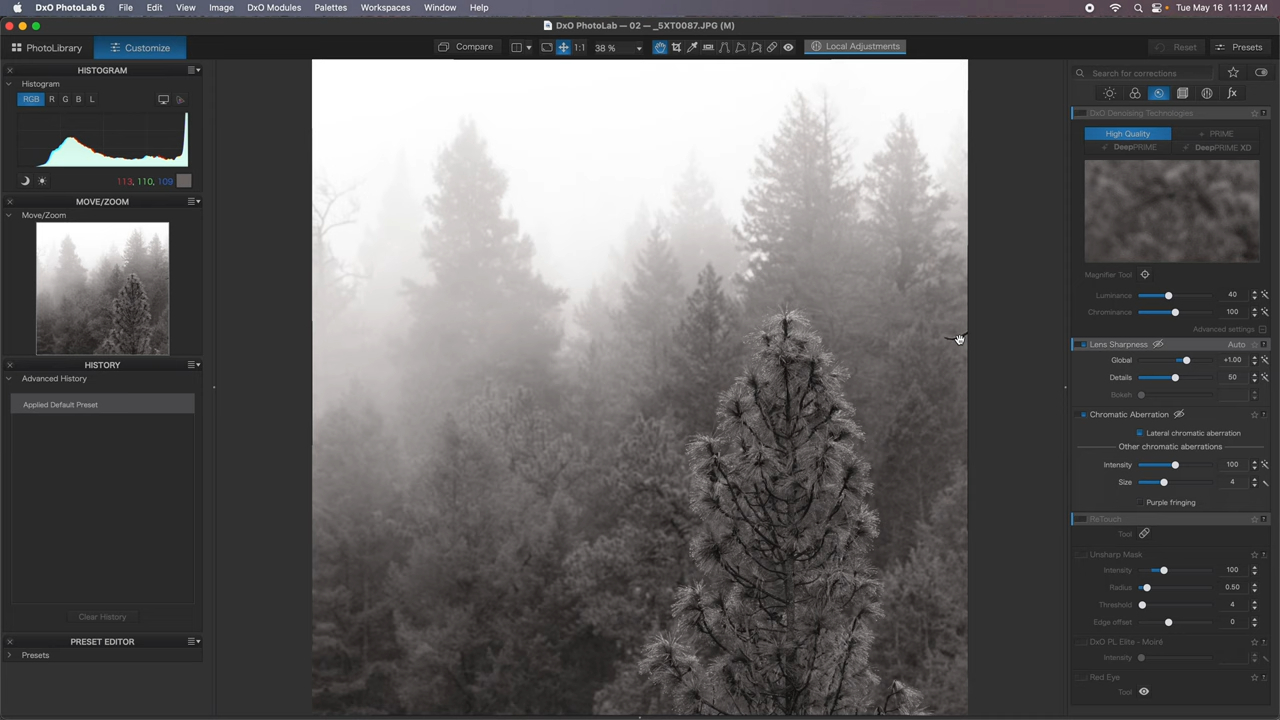 DxO PhotoLab 6 File Edit View Image DxO Modules Palettes Workspaces Window Help Tue May 16 11:12 AM
DxO PhotoLab — 02 — _5XT0087.JPG (M)
PhotoLibrary Customize Compare 1:1 38 % Local Adjustments Reset Presets
HISTOGRAM
Histogram
RGB R G B L
113, 110, 109
MOVE/ZOOM
Move/Zoom
HISTORY
Advanced History
Applied Default Preset
Clear History
PRESET EDITOR
Presets
Search for corrections
fx
DxO Denoising Technologies
High Quality PRIME
DeepPRIME DeepPRIME XD
Magnifier Tool
Luminance 40
Chrominance 100
Advanced settings
Lens Sharpness Auto
Global +1.00
Details 50
Bokeh
Chromatic Aberration
Lateral chromatic aberration
Other chromatic aberrations
Intensity 100
Size 4
Purple fringing
ReTouch
Tool
Unsharp Mask
Intensity 100
Radius 0.50
Threshold 4
Edge offset 0
DxO PL Elite - Moiré
Intensity
Red Eye
Tool